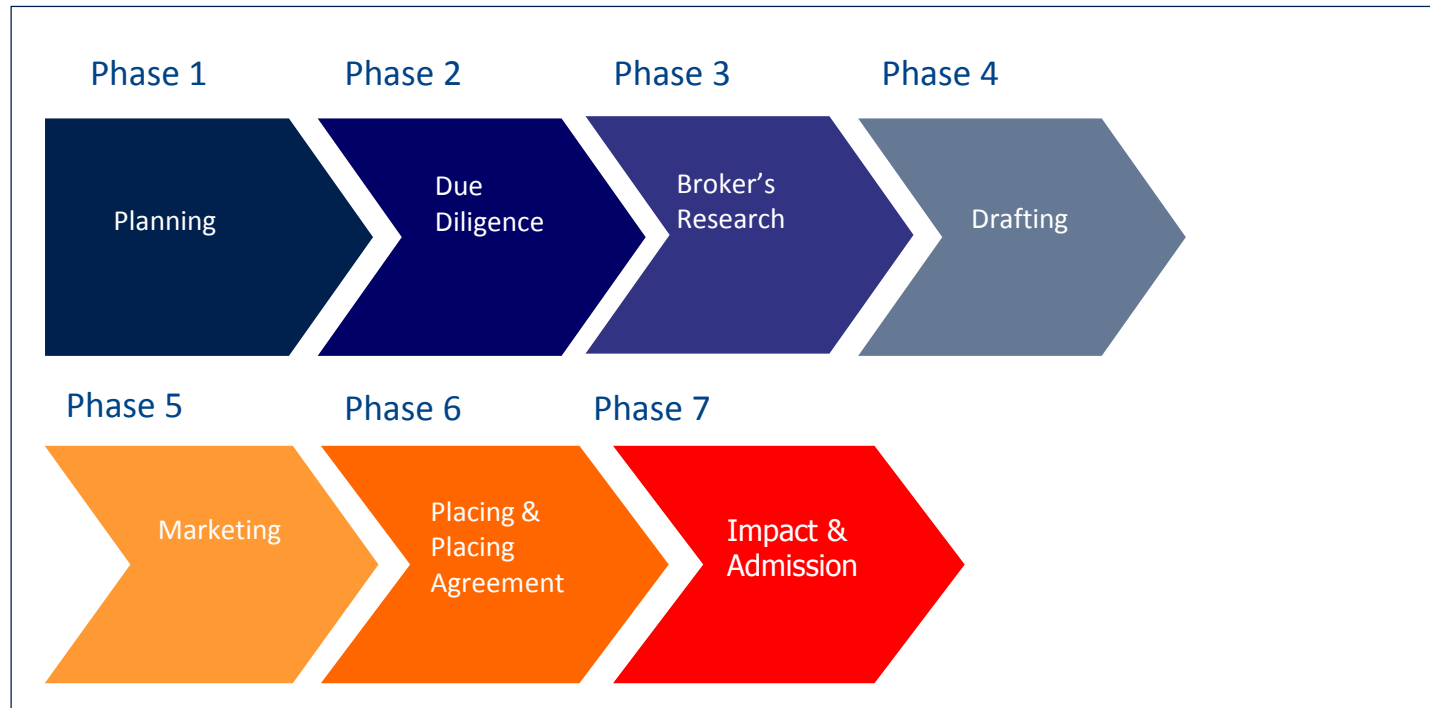 Phase 1
Phase 2
Phase 3
Phase 4
Planning
Due
Diligence
Broker’s
Research
Drafting
Phase 5
Phase 6
Phase 7
Marketing
Placing &
Placing
Agreement
Impact &
Admission